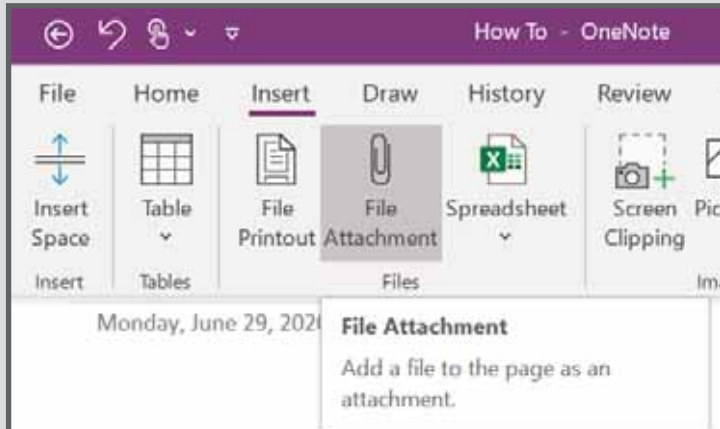 How To - OneNote
File Home Insert Draw History Review
Insert Space
Table
File Printout
File Attachment
Spreadsheet
Screen Clipping
Insert Tables Files
Monday, June 29, 202
File Attachment
Add a file to the page as an
attachment.